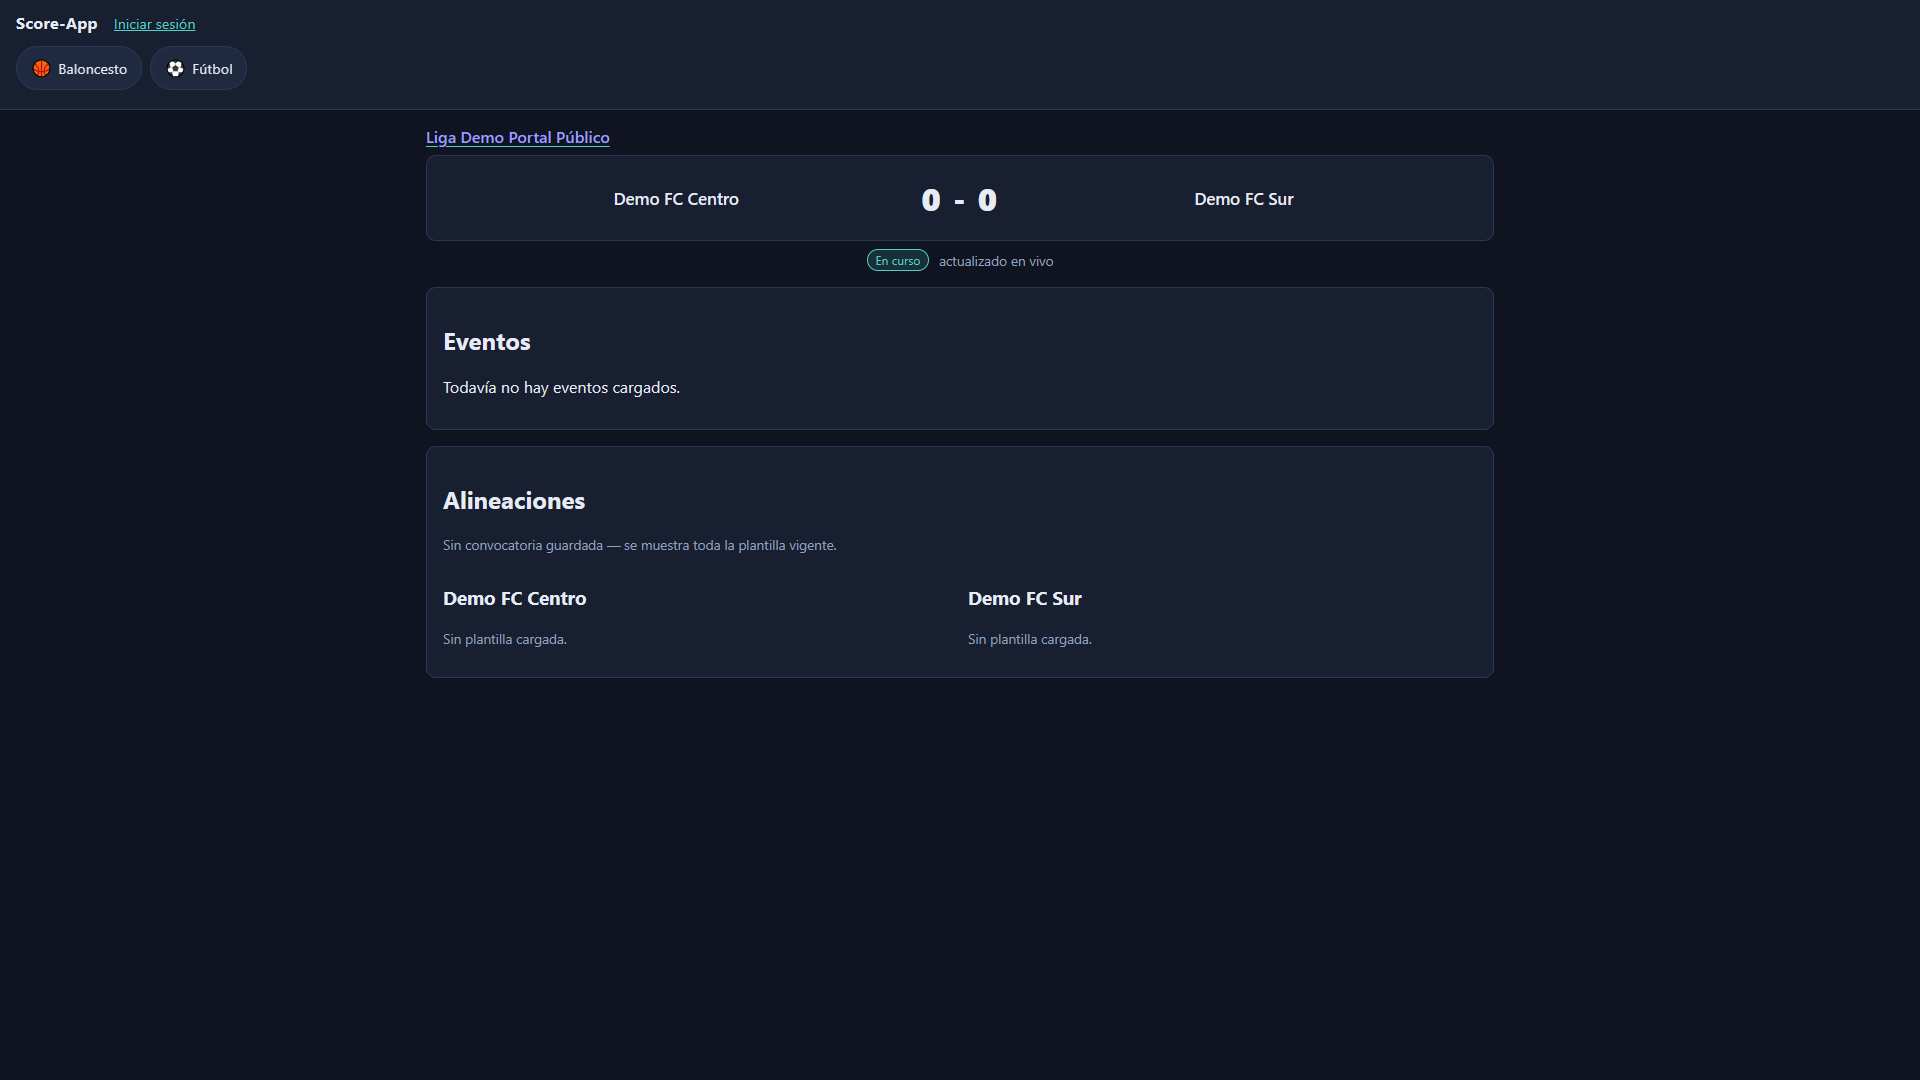 Score-App Iniciar sesión
Baloncesto Fútbol
Liga Demo Portal Público
Demo FC Centro 0 - 0 Demo FC Sur
En curso actualizado en vivo
Eventos
Todavía no hay eventos cargados.
Alineaciones
Sin convocatoria guardada — se muestra toda la plantilla vigente.
Demo FC Centro Demo FC Sur
Sin plantilla cargada. Sin plantilla cargada.